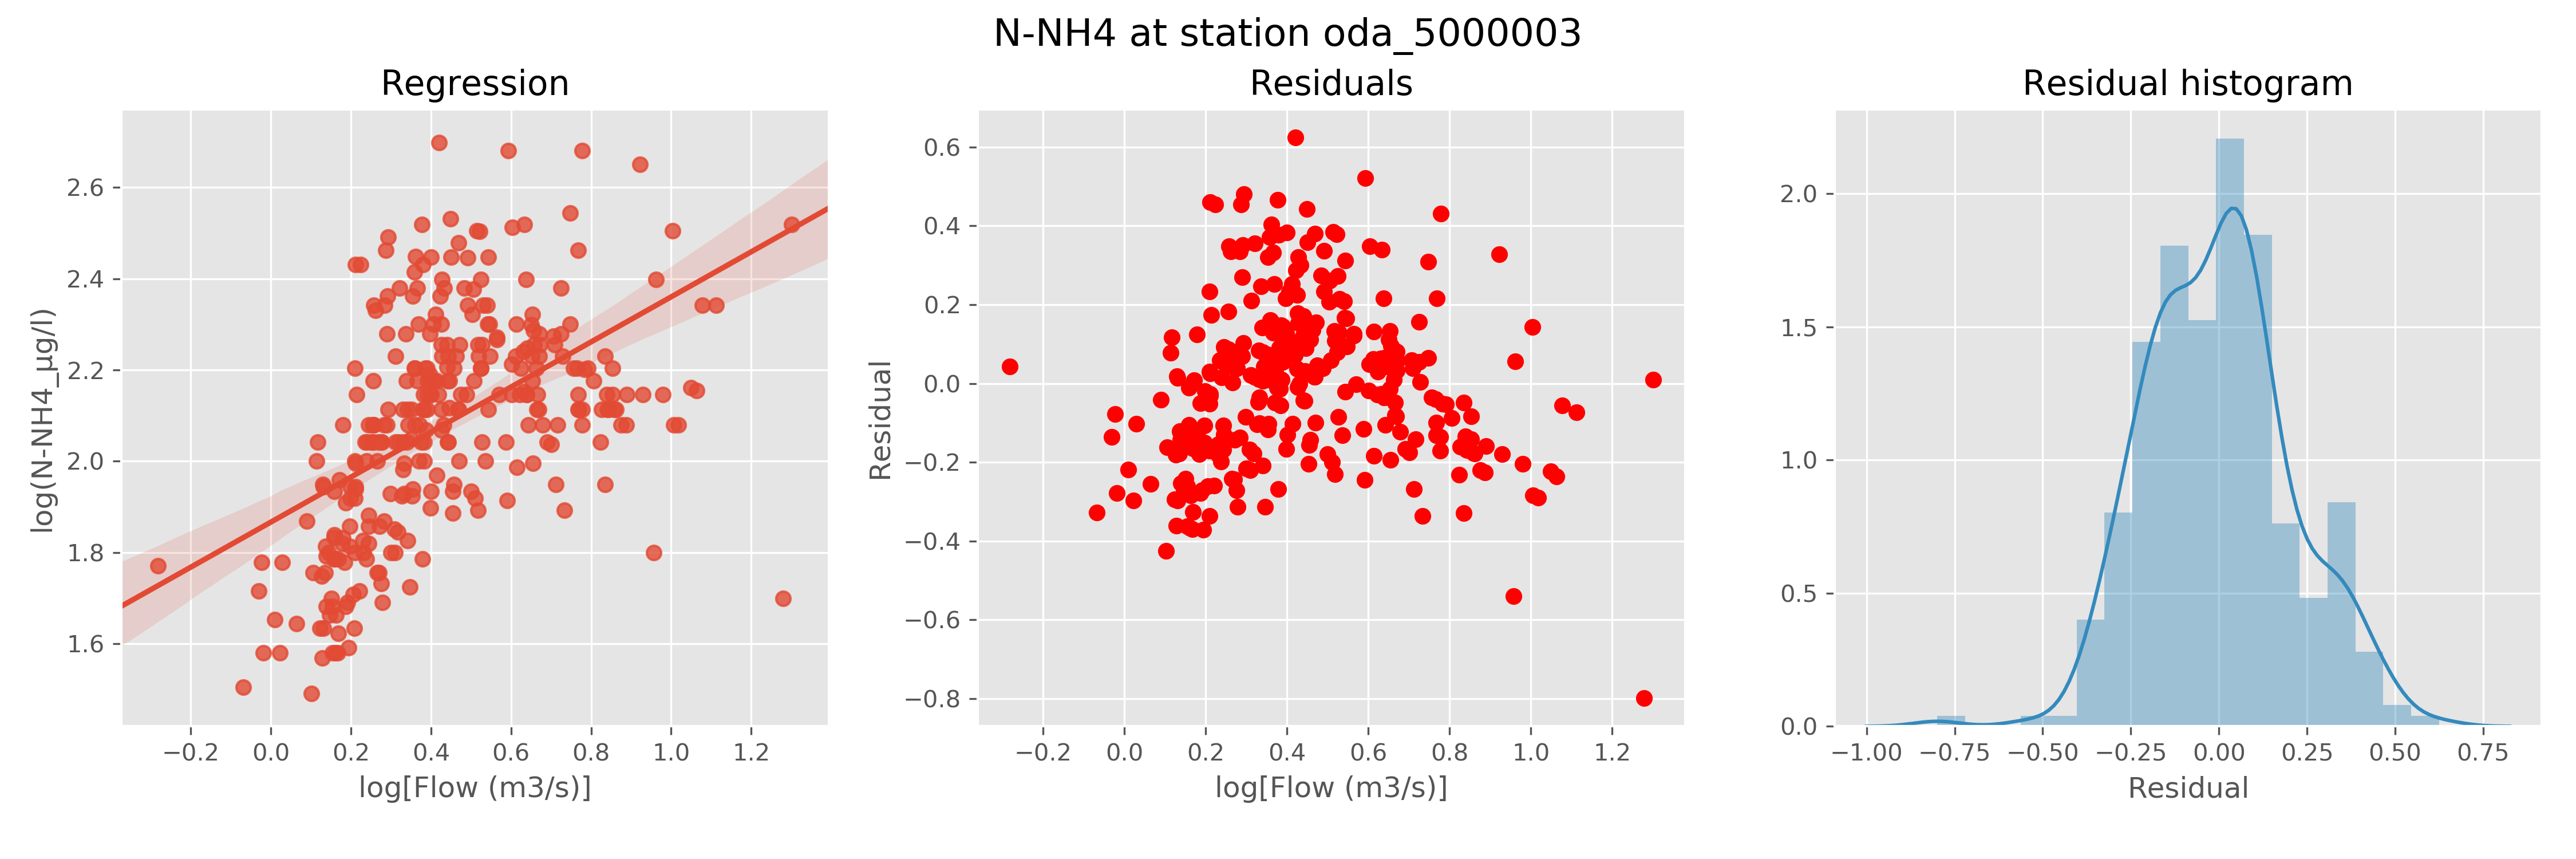 N-NH4 at station oda_5000003
Regression
2.6
2.4
2.2
2.0
1.8
1.6
log(N-NH4_µg/l)
−0.2 0.0 0.2 0.4 0.6 0.8 1.0 1.2
log[Flow (m3/s)]
Residuals
0.6
0.4
0.2
0.0
−0.2
−0.4
−0.6
−0.8
Residual
−0.2 0.0 0.2 0.4 0.6 0.8 1.0 1.2
log[Flow (m3/s)]
Residual histogram
2.0
1.5
1.0
0.5
0.0
−1.00 −0.75 −0.50 −0.25 0.00 0.25 0.50 0.75
Residual